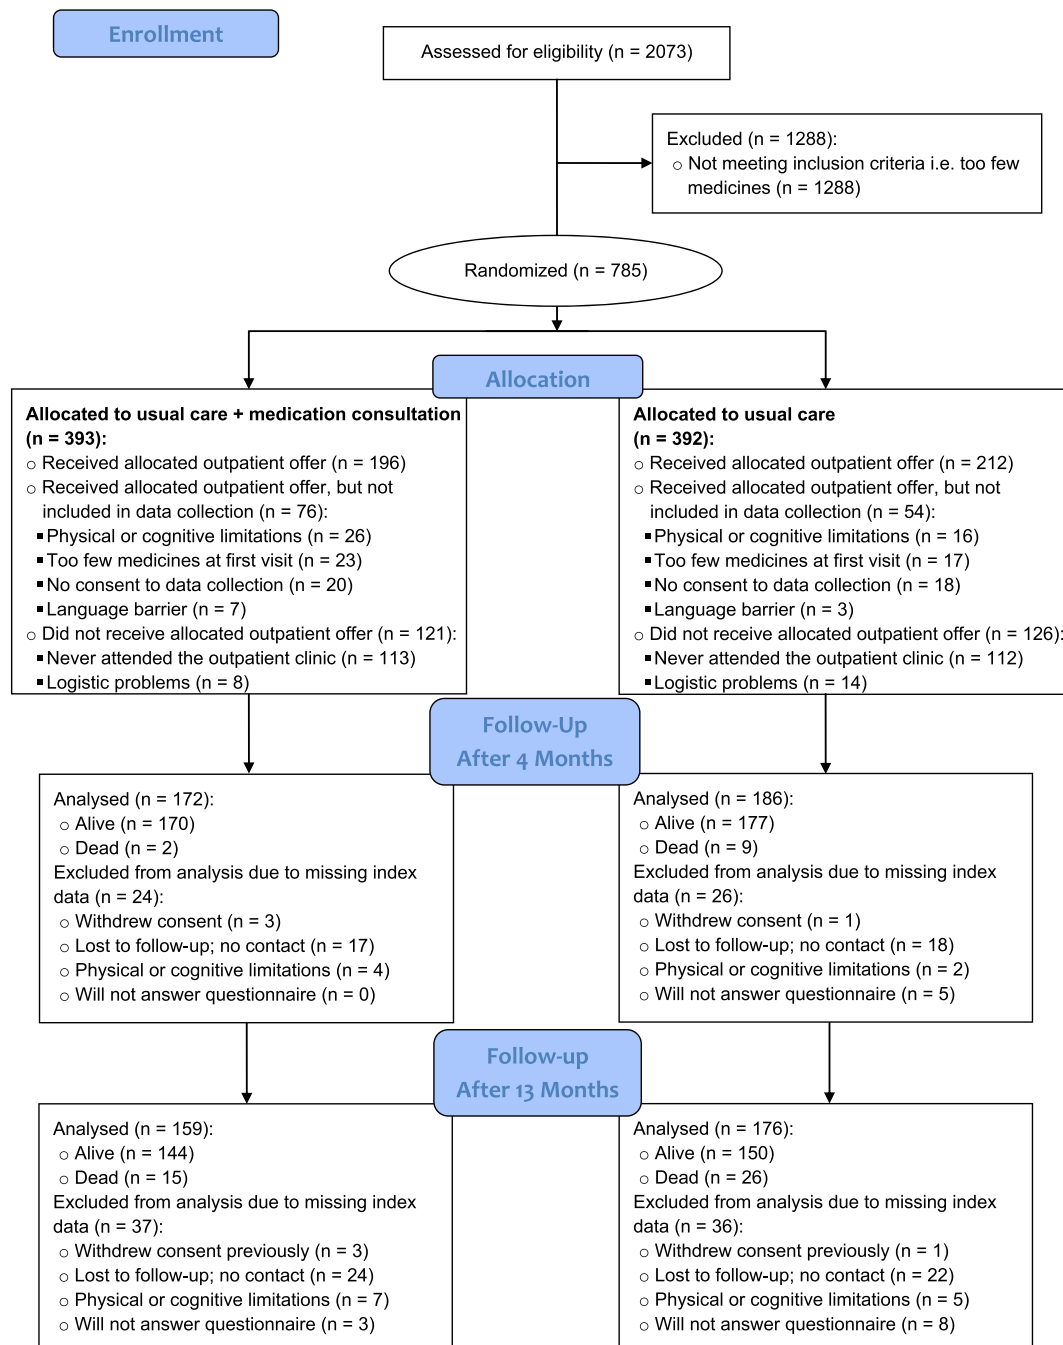 Enrollment
Assessed for eligibility (n = 2073)
Excluded (n = 1288):
○ Not meeting inclusion criteria i.e. too few
medicines (n = 1288)
Randomized (n = 785)
Allocation
Allocated to usual care + medication consultation
(n = 393):
○ Received allocated outpatient offer (n = 196)
○ Received allocated outpatient offer, but not
included in data collection (n = 76):
▪ Physical or cognitive limitations (n = 26)
▪ Too few medicines at first visit (n = 23)
▪ No consent to data collection (n = 20)
▪ Language barrier (n = 7)
○ Did not receive allocated outpatient offer (n = 121):
▪ Never attended the outpatient clinic (n = 113)
▪ Logistic problems (n = 8)
Allocated to usual care
(n = 392):
○ Received allocated outpatient offer (n = 212)
○ Received allocated outpatient offer, but not
included in data collection (n = 54):
▪ Physical or cognitive limitations (n = 16)
▪ Too few medicines at first visit (n = 17)
▪ No consent to data collection (n = 18)
▪ Language barrier (n = 3)
○ Did not receive allocated outpatient offer (n = 126):
▪ Never attended the outpatient clinic (n = 112)
▪ Logistic problems (n = 14)
Follow-Up
After 4 Months
Analysed (n = 172):
○ Alive (n = 170)
○ Dead (n = 2)
Excluded from analysis due to missing index
data (n = 24):
○ Withdrew consent (n = 3)
○ Lost to follow-up; no contact (n = 17)
○ Physical or cognitive limitations (n = 4)
○ Will not answer questionnaire (n = 0)
Analysed (n = 186):
○ Alive (n = 177)
○ Dead (n = 9)
Excluded from analysis due to missing index
data (n = 26):
○ Withdrew consent (n = 1)
○ Lost to follow-up; no contact (n = 18)
○ Physical or cognitive limitations (n = 2)
○ Will not answer questionnaire (n = 5)
Follow-up
After 13 Months
Analysed (n = 159):
○ Alive (n = 144)
○ Dead (n = 15)
Excluded from analysis due to missing index
data (n = 37):
○ Withdrew consent previously (n = 3)
○ Lost to follow-up; no contact (n = 24)
○ Physical or cognitive limitations (n = 7)
○ Will not answer questionnaire (n = 3)
Analysed (n = 176):
○ Alive (n = 150)
○ Dead (n = 26)
Excluded from analysis due to missing index
data (n = 36):
○ Withdrew consent previously (n = 1)
○ Lost to follow-up; no contact (n = 22)
○ Physical or cognitive limitations (n = 5)
○ Will not answer questionnaire (n = 8)